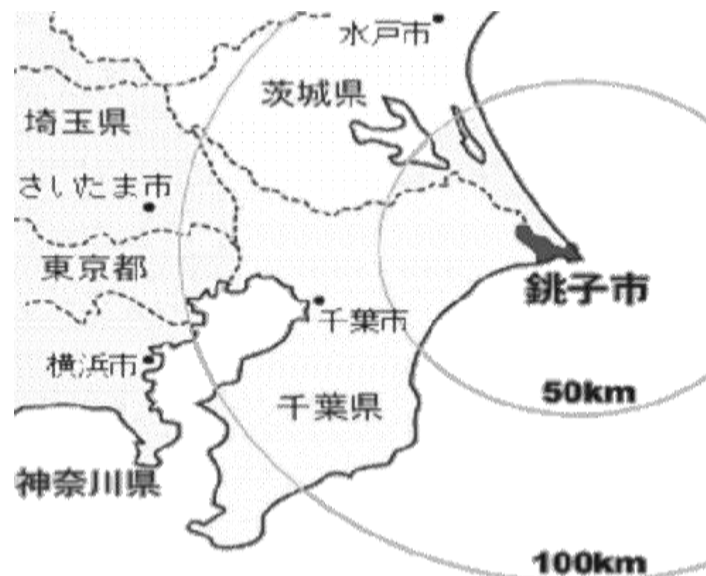 水戸市
茨城県
埼玉県
さいたま市
東京都
銚子市
千葉市
横浜市
50km
千葉県
神奈川県
100km